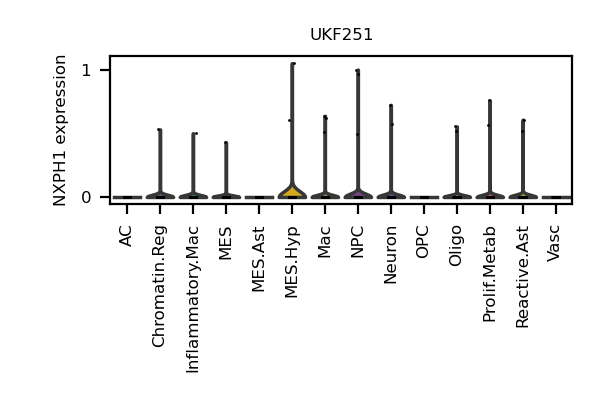 UKF251
NXPH1 expression
1
0
AC
Chromatin.Reg
Inflammatory.Mac
MES
MES.Ast
MES.Hyp
Mac
NPC
Neuron
OPC
Oligo
Prolif.Metab
Reactive.Ast
Vasc